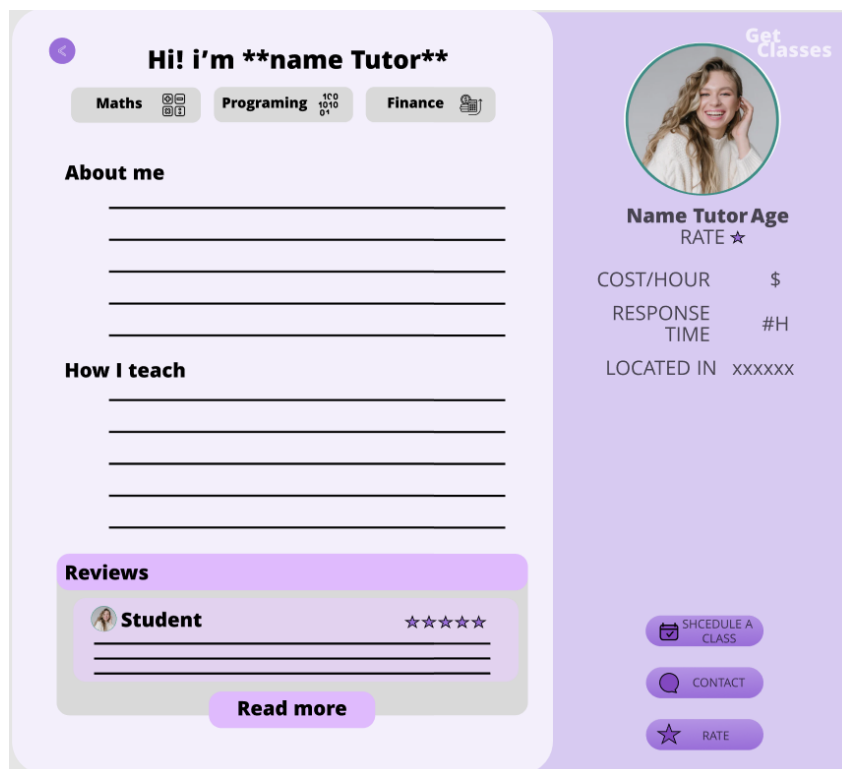 Hi! i’m **name Tutor**
Maths
Programing
Finance
About me
How I teach
Reviews
Student
Read more
Get
Classes
Name Tutor Age
RATE
COST/HOUR $
RESPONSE
TIME
#H
LOCATED IN xxxxxx
SHCEDULE A
CLASS
CONTACT
RATE